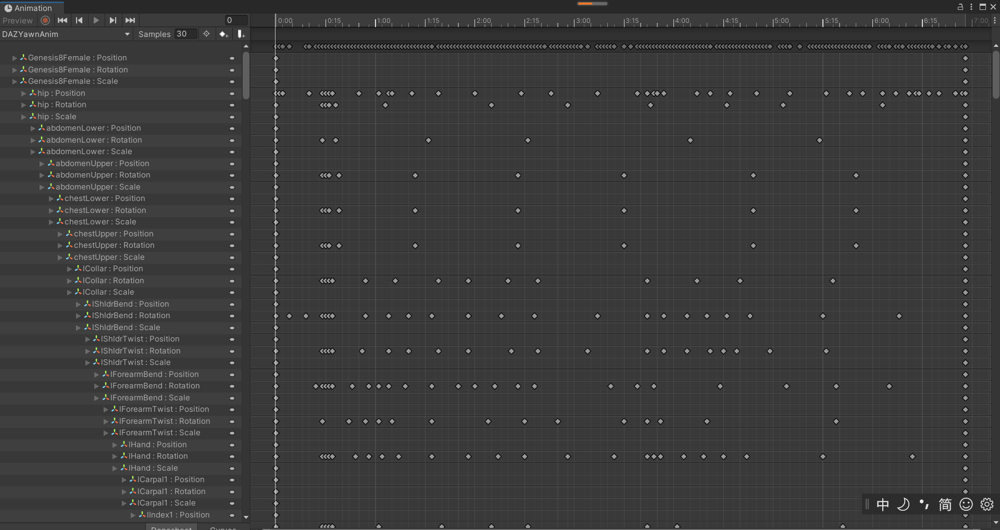 Animation
Preview
0
0:00 0:15 1:00 1:15 2:00 2:15 3:00 3:15 4:00 4:15 5:00 5:15 6:00 6:15 7:00
DAZYawnAnim
Samples 30
Genesis8Female : Position
Genesis8Female : Rotation
Genesis8Female : Scale
hip : Position
hip : Rotation
hip : Scale
abdomenLower : Position
abdomenLower : Rotation
abdomenLower : Scale
abdomenUpper : Position
abdomenUpper : Rotation
abdomenUpper : Scale
chestLower : Position
chestLower : Rotation
chestLower : Scale
chestUpper : Position
chestUpper : Rotation
chestUpper : Scale
lCollar : Position
lCollar : Rotation
lCollar : Scale
lShldrBend : Position
lShldrBend : Rotation
lShldrBend : Scale
lShldrTwist : Position
lShldrTwist : Rotation
lShldrTwist : Scale
lForearmBend : Position
lForearmBend : Rotation
lForearmBend : Scale
lForearmTwist : Position
lForearmTwist : Rotation
lForearmTwist : Scale
lHand : Position
lHand : Rotation
lHand : Scale
lCarpal1 : Position
lCarpal1 : Rotation
lCarpal1 : Scale
lIndex1 : Position
Dopesheet Curves
中 简